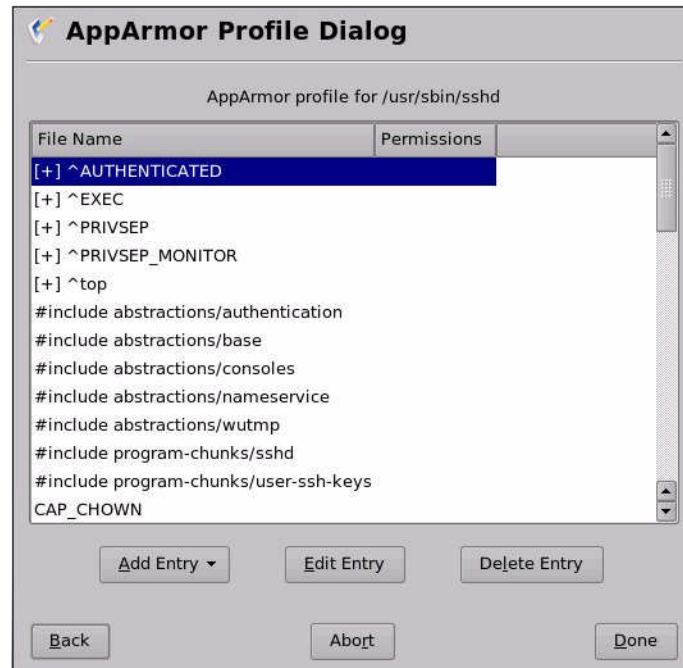 AppArmor Profile Dialog
AppArmor profile for /usr/sbin/sshd
File Name Permissions
[+] ^AUTHENTICATED
[+] ^EXEC
[+] ^PRIVSEP
[+] ^PRIVSEP_MONITOR
[+] ^top
#include abstractions/authentication
#include abstractions/base
#include abstractions/consoles
#include abstractions/nameservice
#include abstractions/wutmp
#include program-chunks/sshd
#include program-chunks/user-ssh-keys
CAP_CHOWN
Add Entry Edit Entry Delete Entry
Back Abort Done